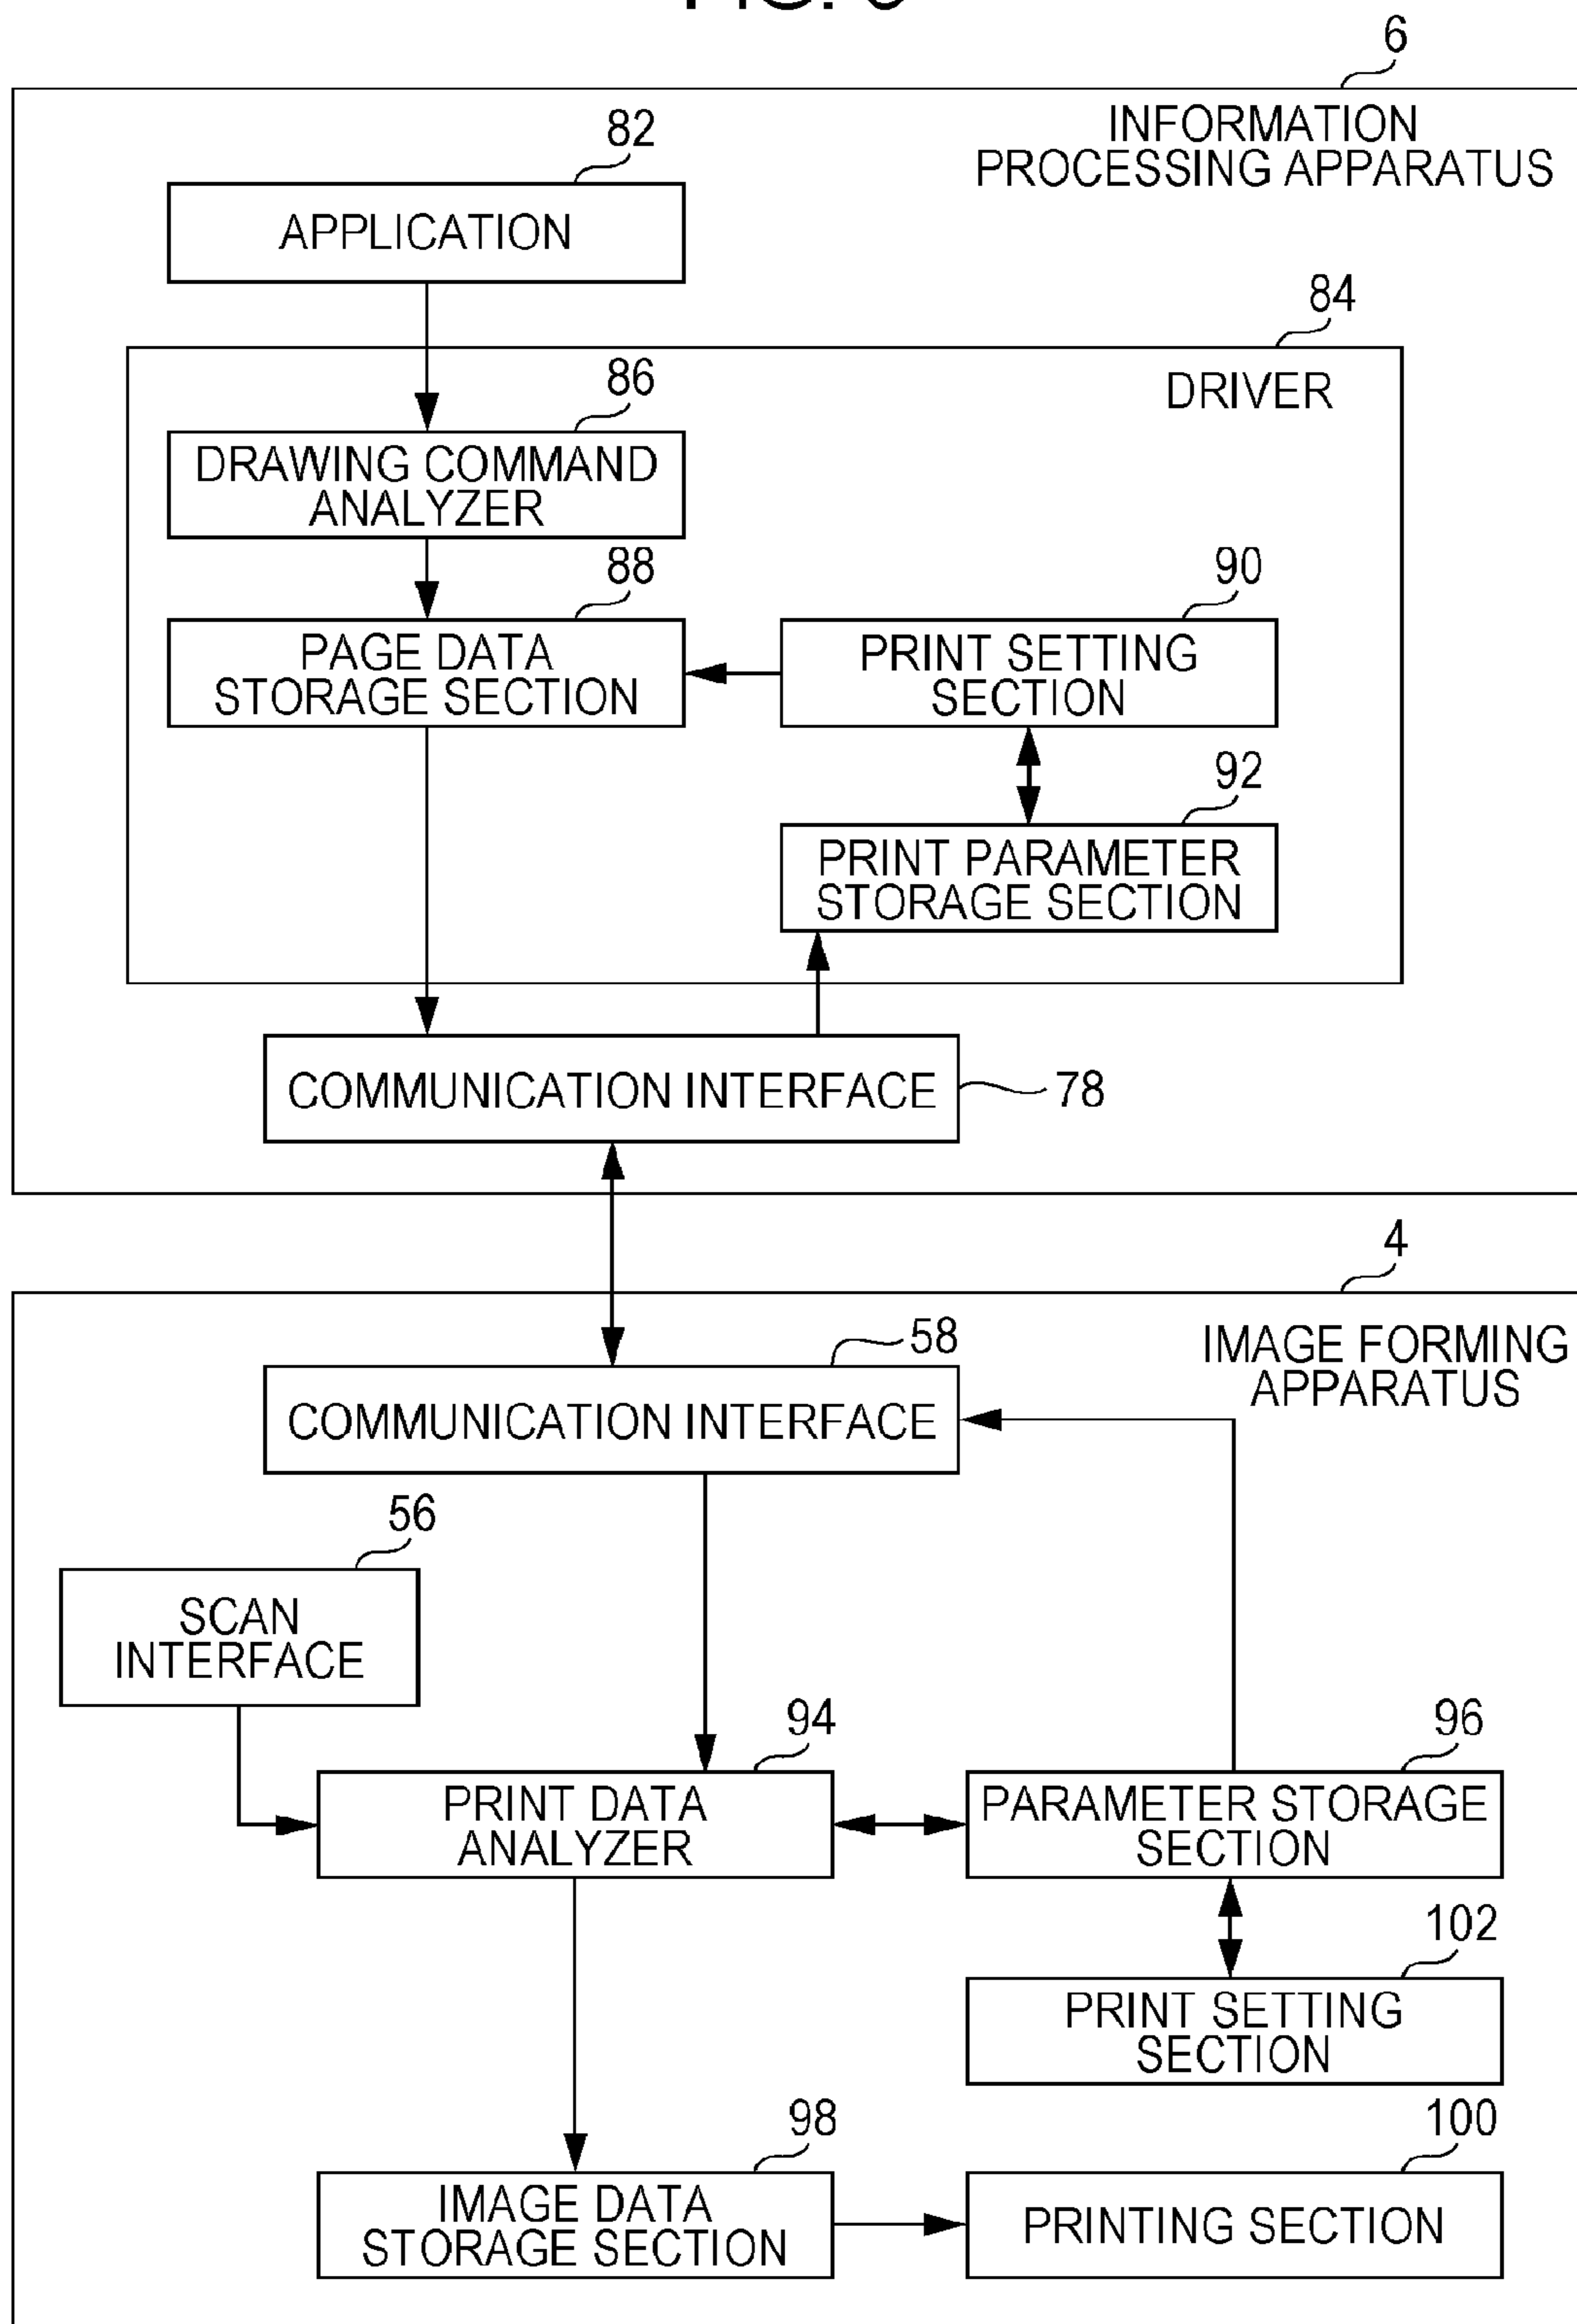 6
INFORMATION
PROCESSING APPARATUS
82
APPLICATION
84
DRIVER
86
DRAWING COMMAND
ANALYZER
88
PAGE DATA
STORAGE SECTION
90
PRINT SETTING
SECTION
92
PRINT PARAMETER
STORAGE SECTION
COMMUNICATION INTERFACE
78
4
IMAGE FORMING
APPARATUS
58
COMMUNICATION INTERFACE
56
SCAN
INTERFACE
94
PRINT DATA
ANALYZER
96
PARAMETER STORAGE
SECTION
102
PRINT SETTING
SECTION
98
IMAGE DATA
STORAGE SECTION
100
PRINTING SECTION